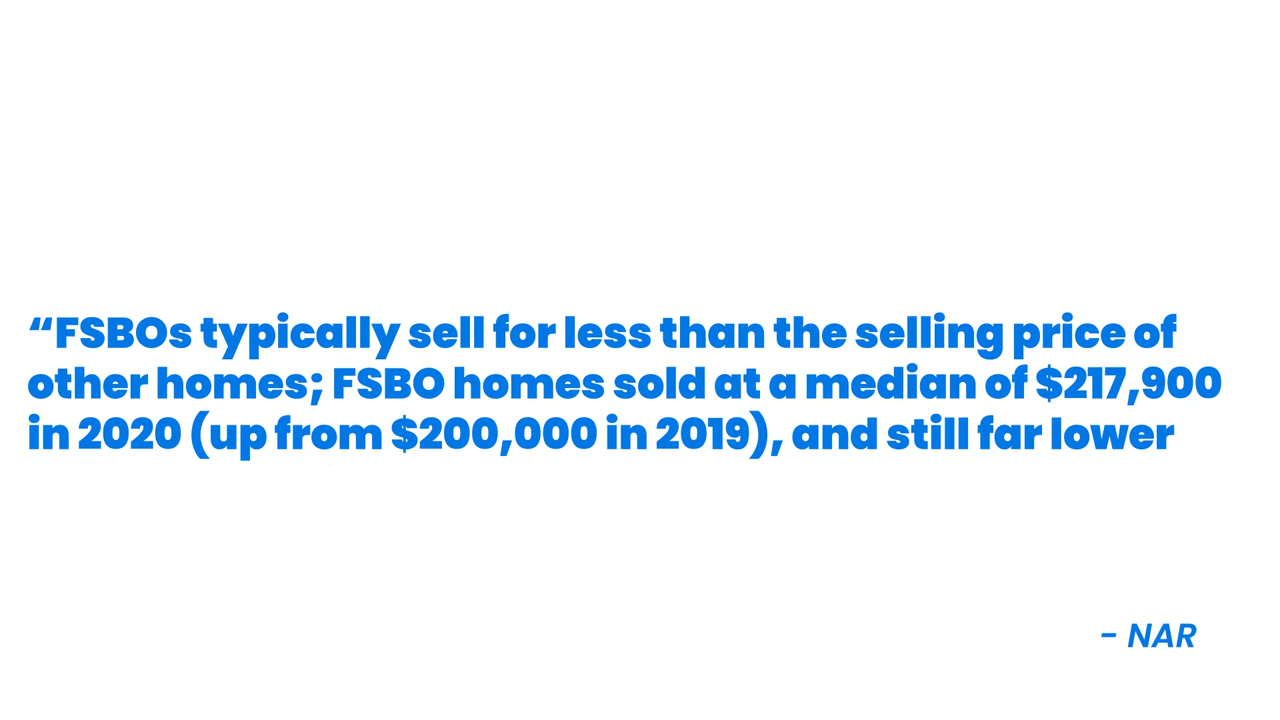 “FSBOs typically sell for less than the selling price of
other homes; FSBO homes sold at a median of $217,900
in 2020 (up from $200,000 in 2019), and still far lower
- NAR